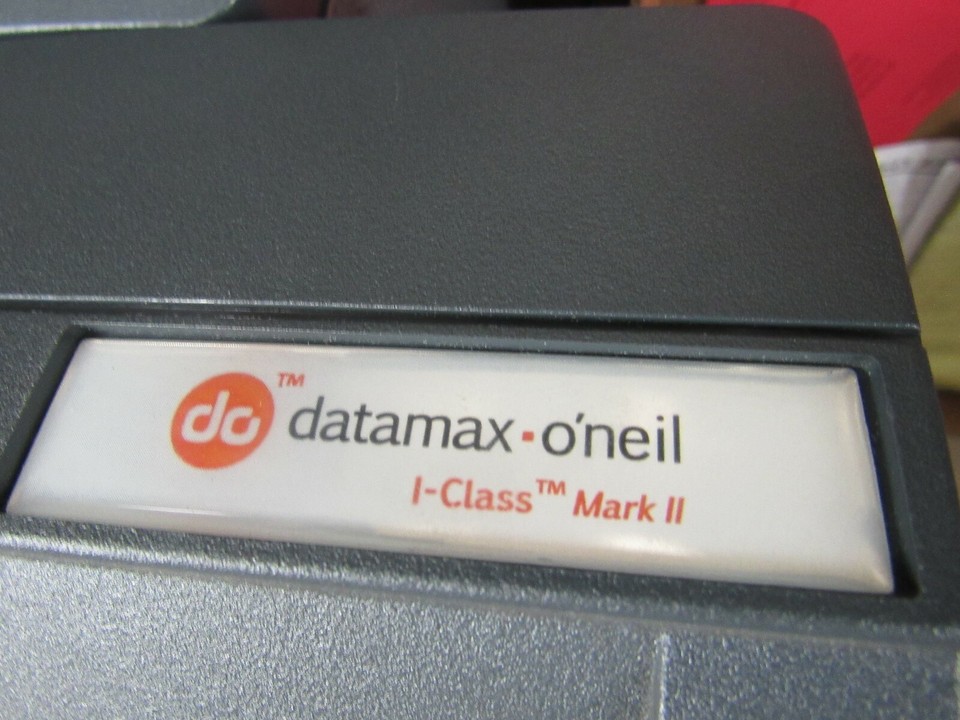 do™ datamax·o'neil
I-Class™ Mark II